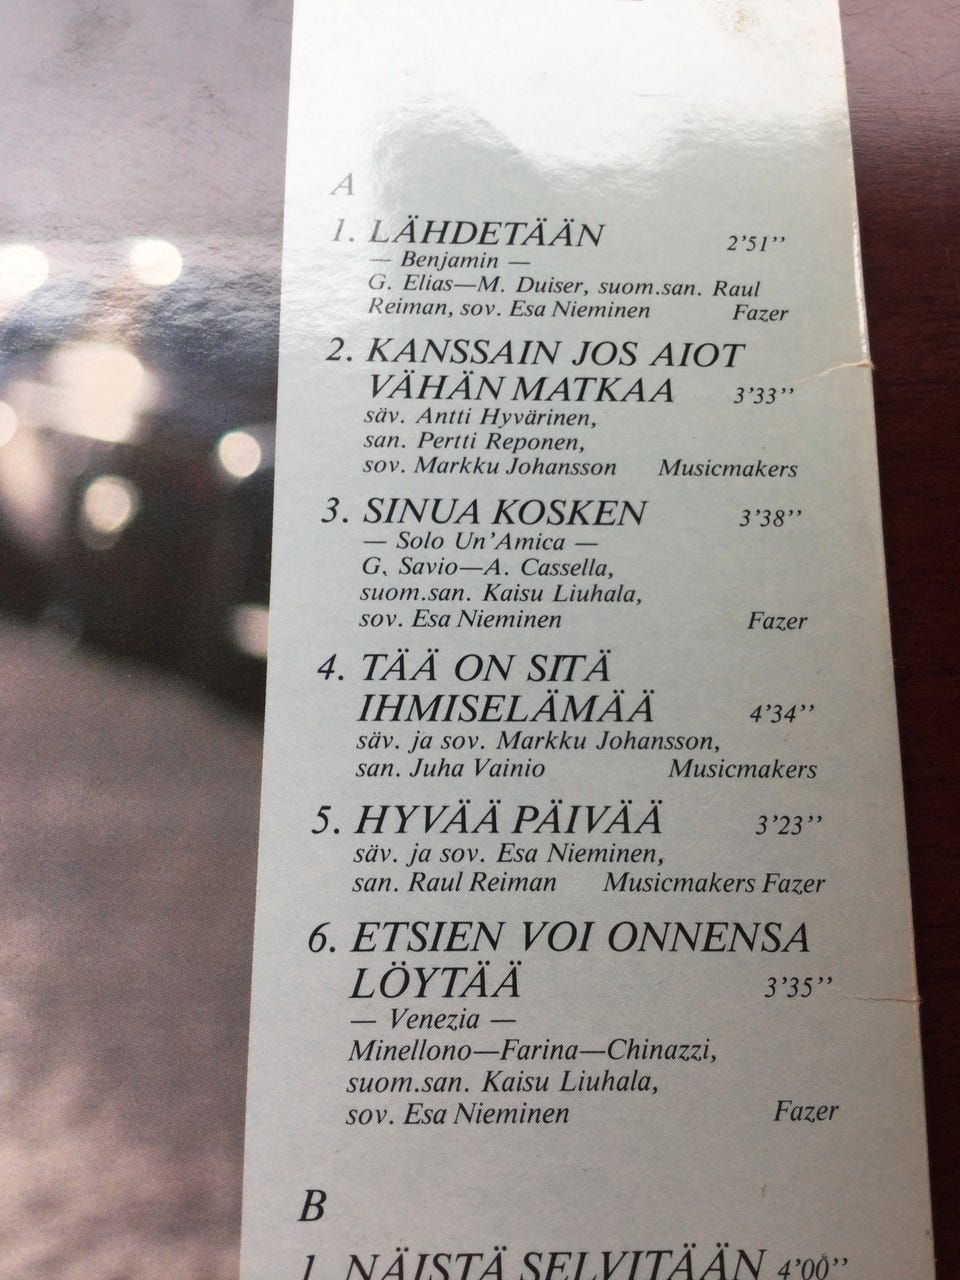 A
1. LÄHDETÄÄN 2'51''
— Benjamin —
G. Elias—M. Duiser, suom.san. Raul
Reiman, sov. Esa Nieminen Fazer
2. KANSSAIN JOS AIOT
VÄHÄN MATKAA 3'33''
säv. Antti Hyvärinen,
san. Pertti Reponen,
sov. Markku Johansson Musicmakers
3. SINUA KOSKEN 3'38''
— Solo Un'Amica —
G. Savio—A. Cassella,
suom.san. Kaisu Liuhala,
sov. Esa Nieminen Fazer
4. TÄÄ ON SITÄ
IHMISELÄMÄÄ 4'34''
säv. ja sov. Markku Johansson,
san. Juha Vainio Musicmakers
5. HYVÄÄ PÄIVÄÄ 3'23''
säv. ja sov. Esa Nieminen,
san. Raul Reiman Musicmakers Fazer
6. ETSIEN VOI ONNENSA
LÖYTÄÄ 3'35''
— Venezia —
Minellono—Farina—Chinazzi,
suom.san. Kaisu Liuhala,
sov. Esa Nieminen Fazer
B
1. NÄISTÄ SELVITÄÄN 4'00''